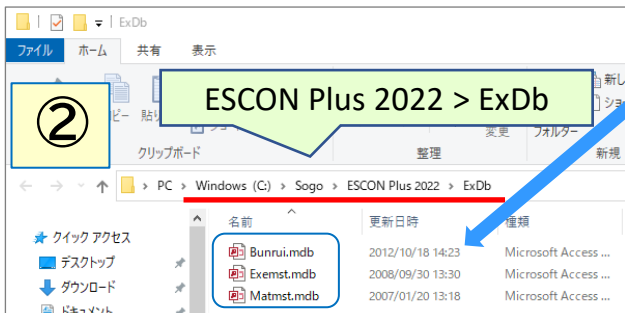 ExDb
ファイル ホーム 共有 表示
②
ESCON Plus 2022 > ExDb
新し
ピー 貼り
変更 フォルダー
クリップボード 整理 新規
PC > Windows (C:) > Sogo > ESCON Plus 2022 > ExDb
名前 更新日時 種類
クイック アクセス
デスクトップ
ダウンロード
Bunrui.mdb 2012/10/18 14:23 Microsoft Access ...
Exemst.mdb 2008/09/30 13:30 Microsoft Access ...
Matmst.mdb 2007/01/20 13:18 Microsoft Access ...